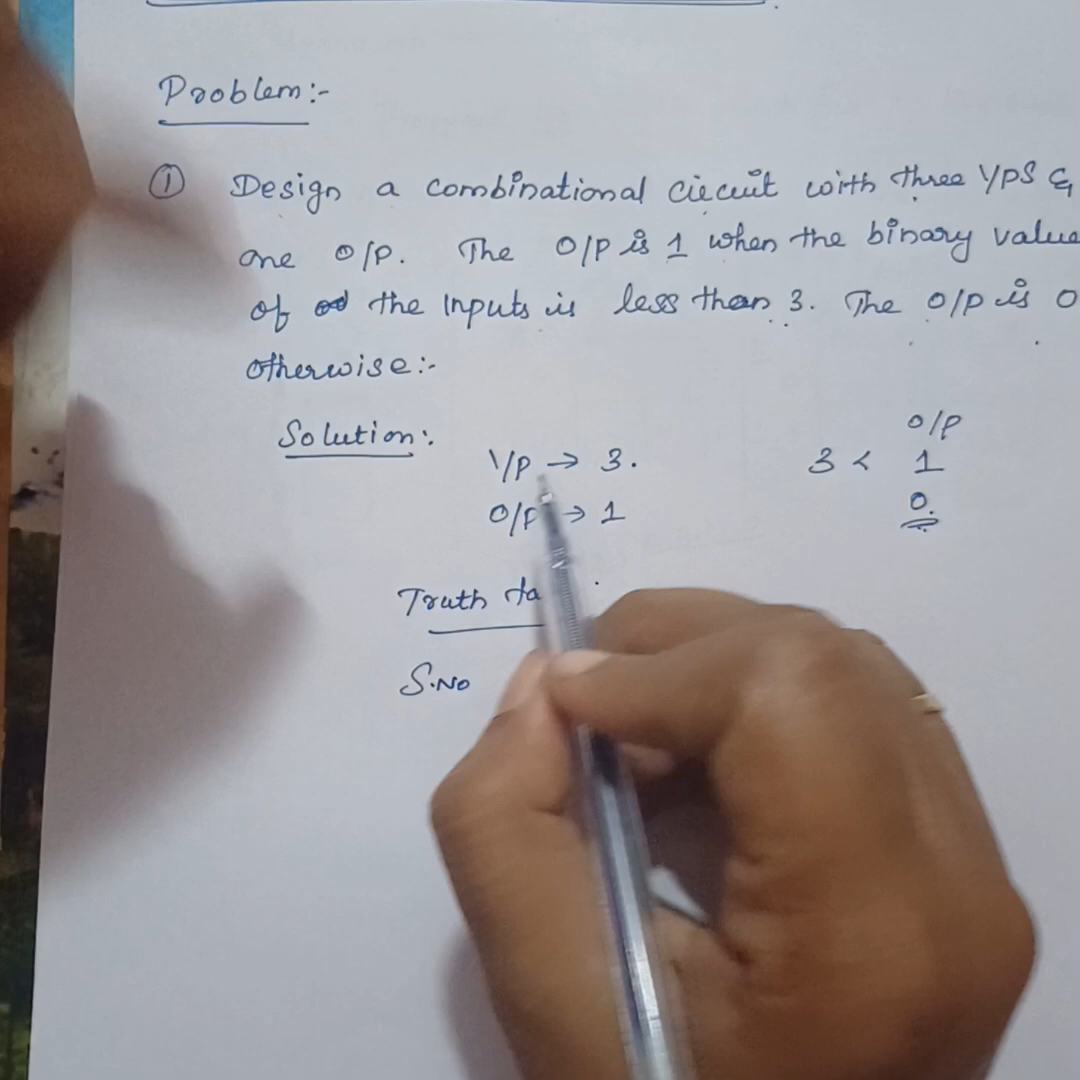 Problem:-
① Design a combinational circuit with three I/PS &
one O/P. The O/P is 1 when the binary value
of the Inputs is less than 3. The O/P is 0
otherwise:-
Solution:
O/P
I/P → 3. 3 < 1
O/P → 1 0.
Truth ta
S.No